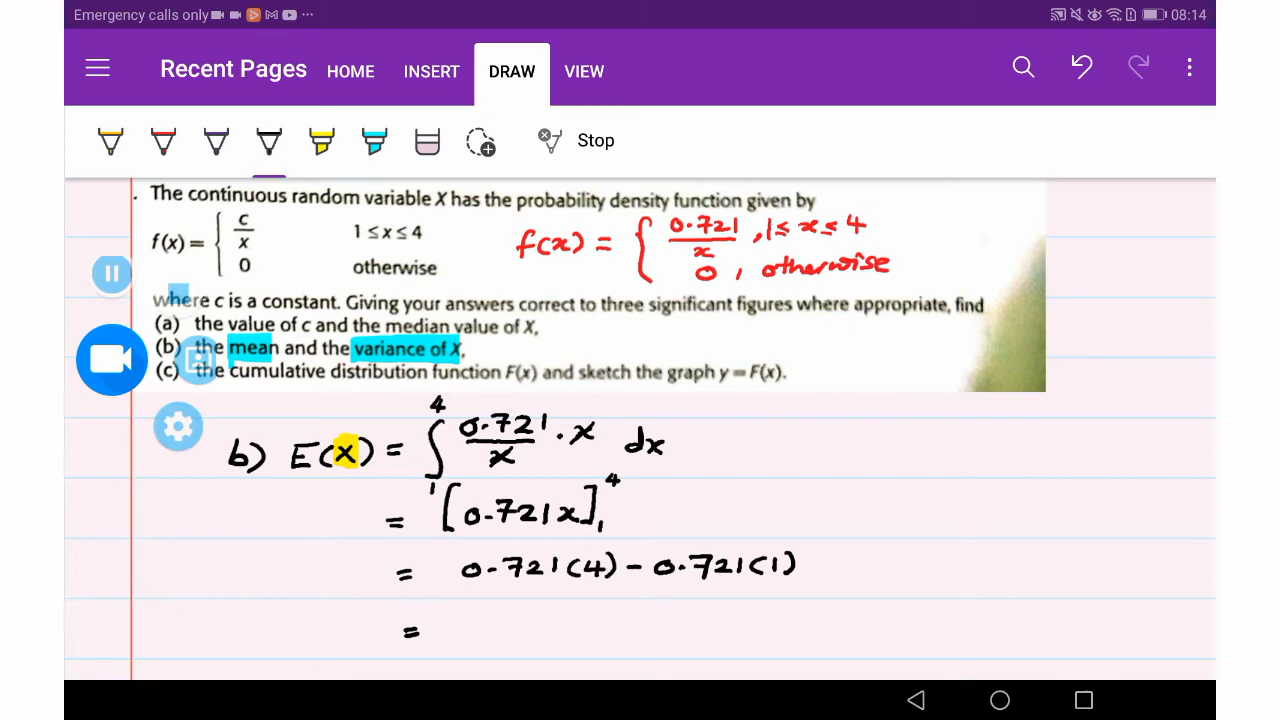 Emergency calls only ... 08:14
Recent Pages HOME INSERT DRAW VIEW
Stop
. The continuous random variable X has the probability density function given by
f(x) = { c/x 1 ≤ x ≤ 4
0 otherwise
f(x) = { 0.721/x , 1 ≤ x ≤ 4
0 , otherwise
where c is a constant. Giving your answers correct to three significant figures where appropriate, find
(a) the value of c and the median value of X,
(b) the mean and the variance of X,
(c) the cumulative distribution function F(x) and sketch the graph y = F(x).
b) E(x) = ∫₁⁴ 0.721/x · x dx
= [0.721x]₁⁴
= 0.721(4) - 0.721(1)
=